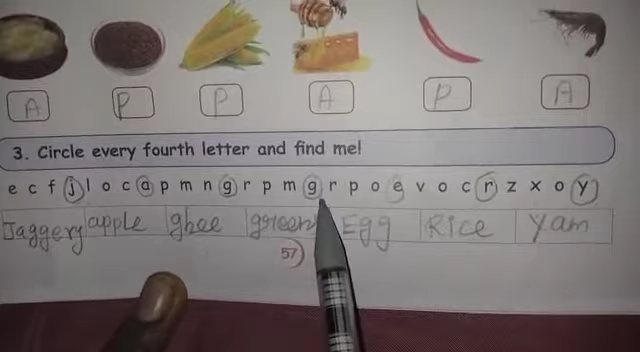 A P P A P A
3. Circle every fourth letter and find me!
e c f j l o c a p m n g r p m g r p o e v o c r z x o y
Jaggery apple ghee green Egg Rice Yam
57